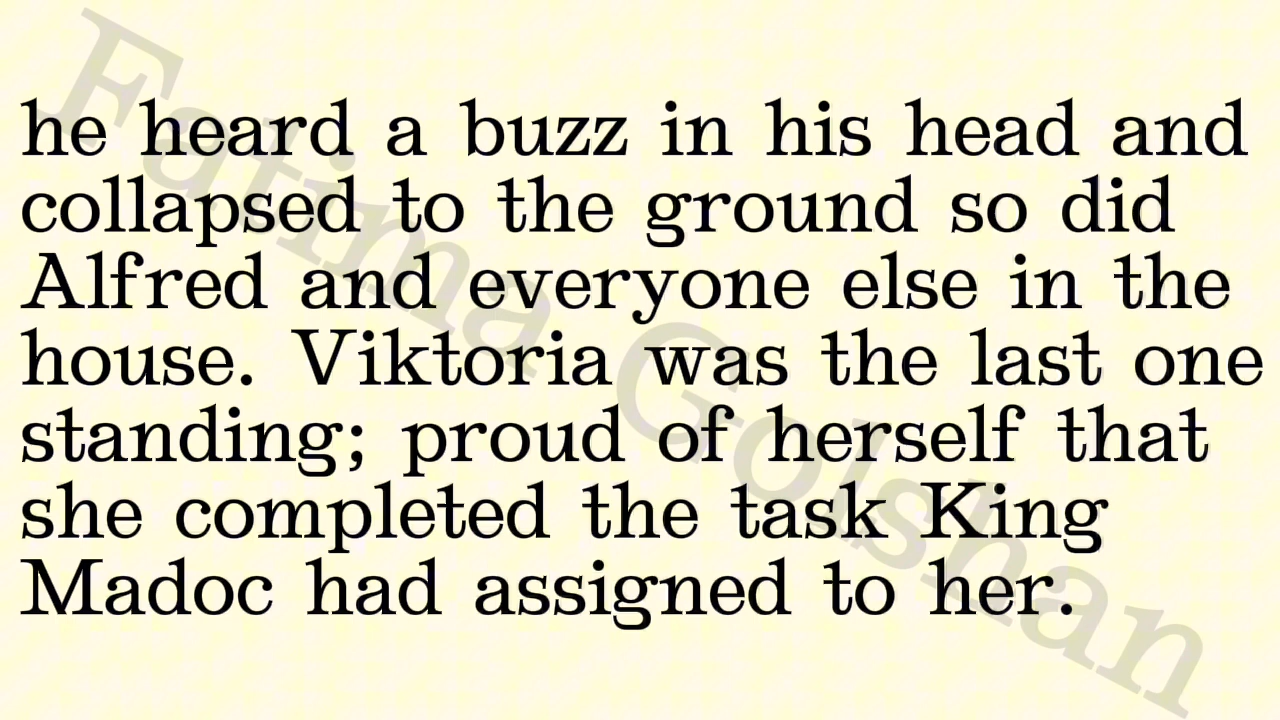 he heard a buzz in his head and
collapsed to the ground so did
Alfred and everyone else in the
house. Viktoria was the last one
standing; proud of herself that
she completed the task King
Madoc had assigned to her.
Fatima Golshan